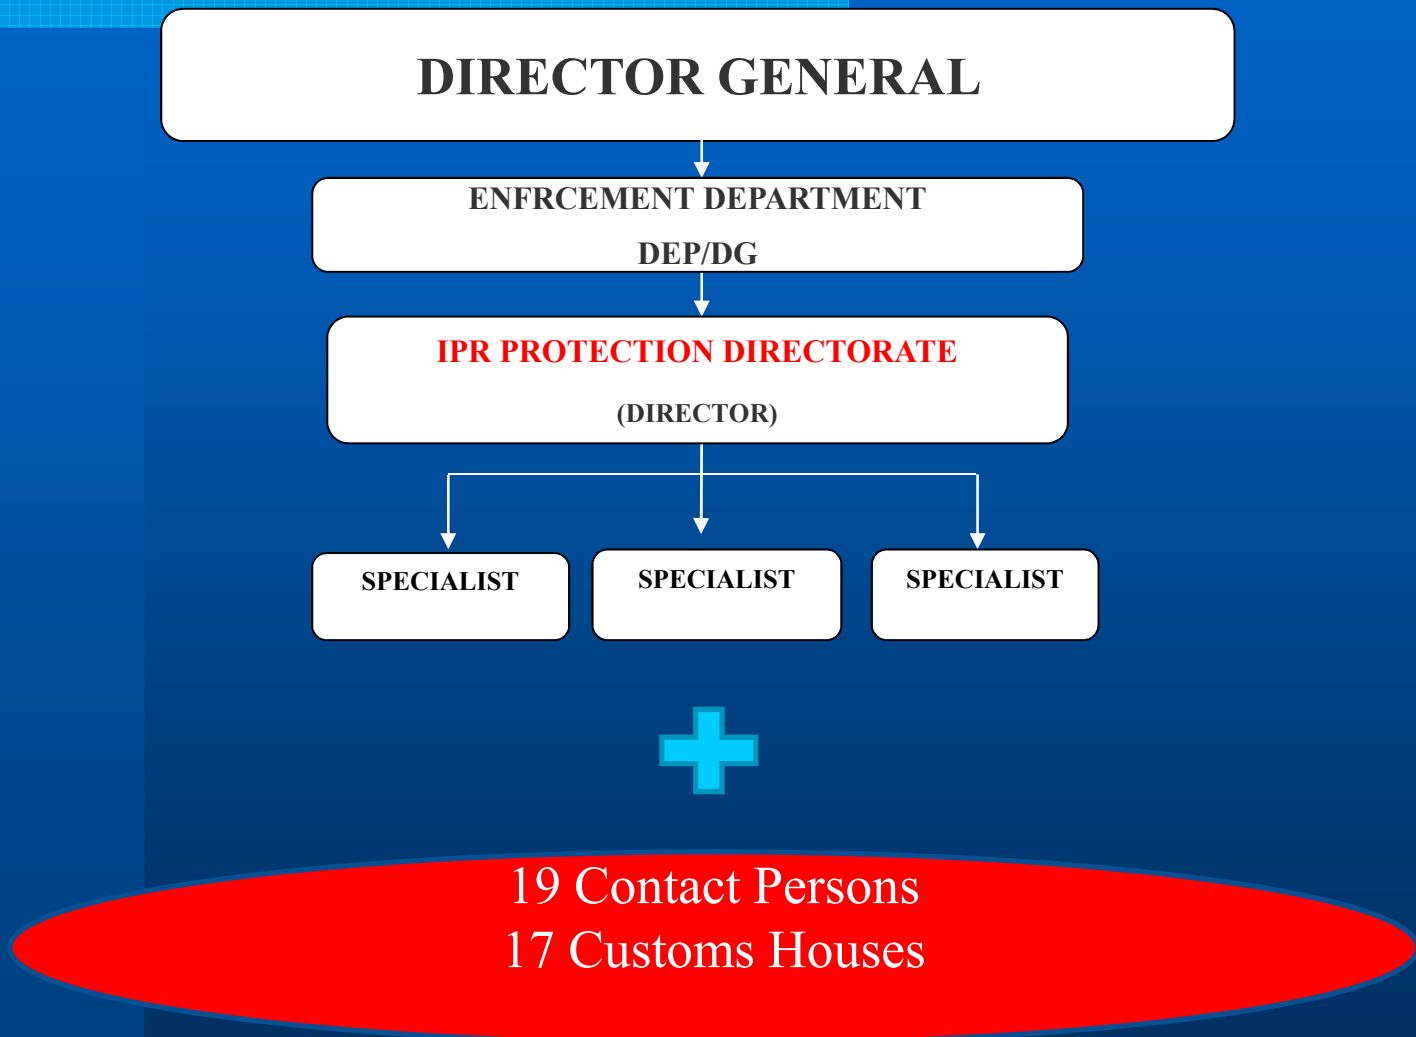 DIRECTOR GENERAL
ENFRCEMENT DEPARTMENT
DEP/DG
IPR PROTECTION DIRECTORATE
(DIRECTOR)
SPECIALIST
SPECIALIST
SPECIALIST
19 Contact Persons
17 Customs Houses